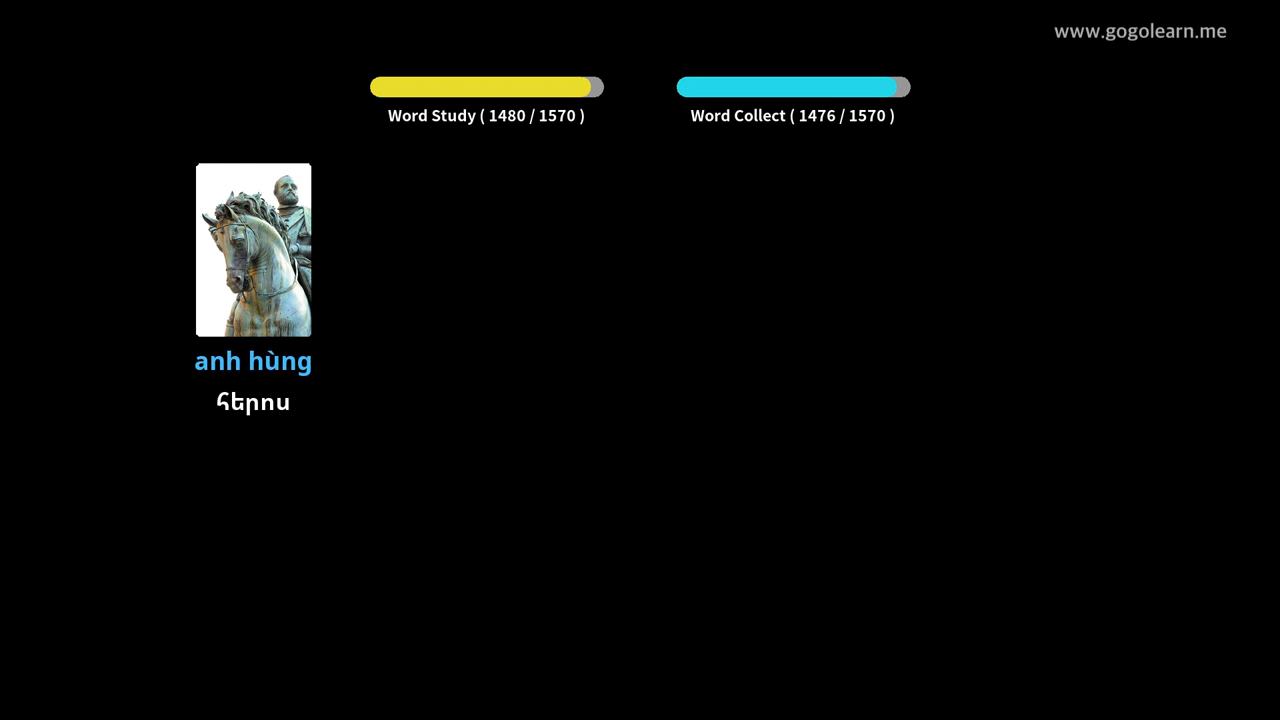 www.gogolearn.me
Word Study ( 1480 / 1570 )
Word Collect ( 1476 / 1570 )
anh hùng
հերոս